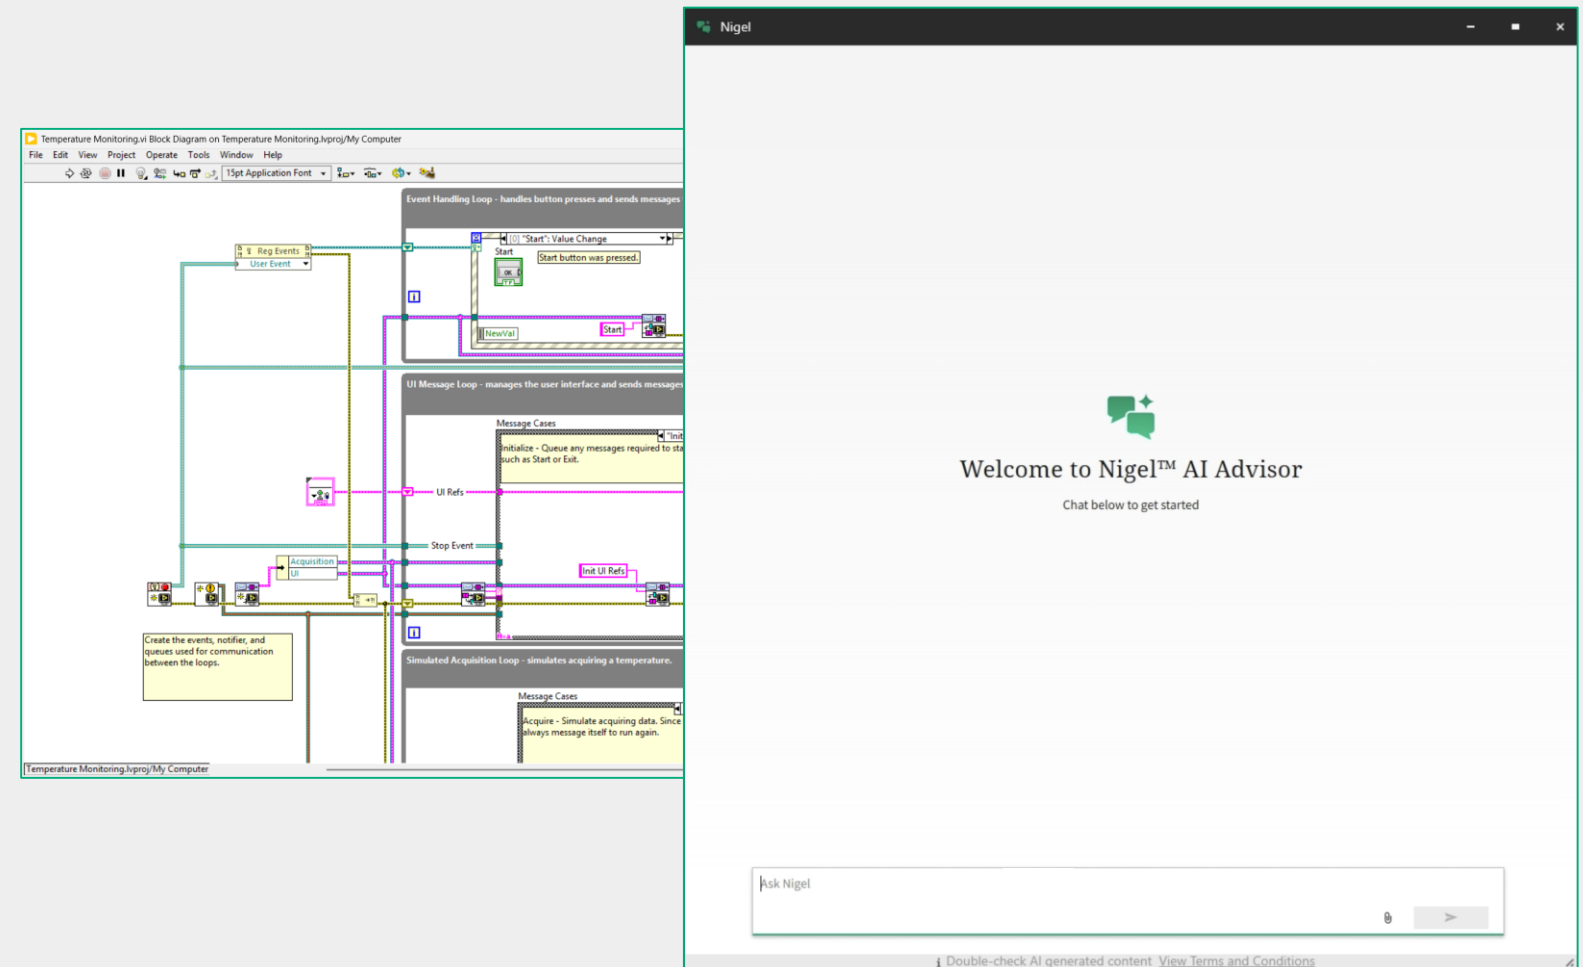 Nigel
Temperature Monitoring.vi Block Diagram on Temperature Monitoring.lvproj/My Computer
File Edit View Project Operate Tools Window Help
15pt Application Font
Event Handling Loop - handles button presses and sends messages
[0] "Start": Value Change
Start
Start button was pressed.
OK
TF
Reg Events
User Event
i
NewVal
Start
UI Message Loop - manages the user interface and sends messages
Message Cases
"Init
Initialize - Queue any messages required to sta
such as Start or Exit.
UI Refs
Stop Event
Acquisition
UI
Init UI Refs
i
Create the events, notifier, and
queues used for communication
between the loops.
Simulated Acquisition Loop - simulates acquiring a temperature.
Message Cases
Acquire - Simulate acquiring data. Since
always message itself to run again.
Temperature Monitoring.lvproj/My Computer
Welcome to Nigel™ AI Advisor
Chat below to get started
Ask Nigel
Double-check AI generated content View Terms and Conditions